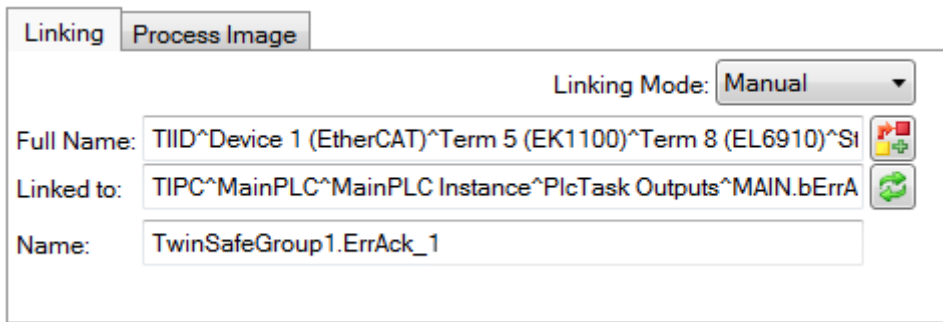 Linking Process Image
Linking Mode: Manual
Full Name: TIID^Device 1 (EtherCAT)^Term 5 (EK1100)^Term 8 (EL6910)^St
Linked to: TIPC^MainPLC^MainPLC Instance^PlcTask Outputs^MAIN.bErrA
Name: TwinSafeGroup1.ErrAck_1